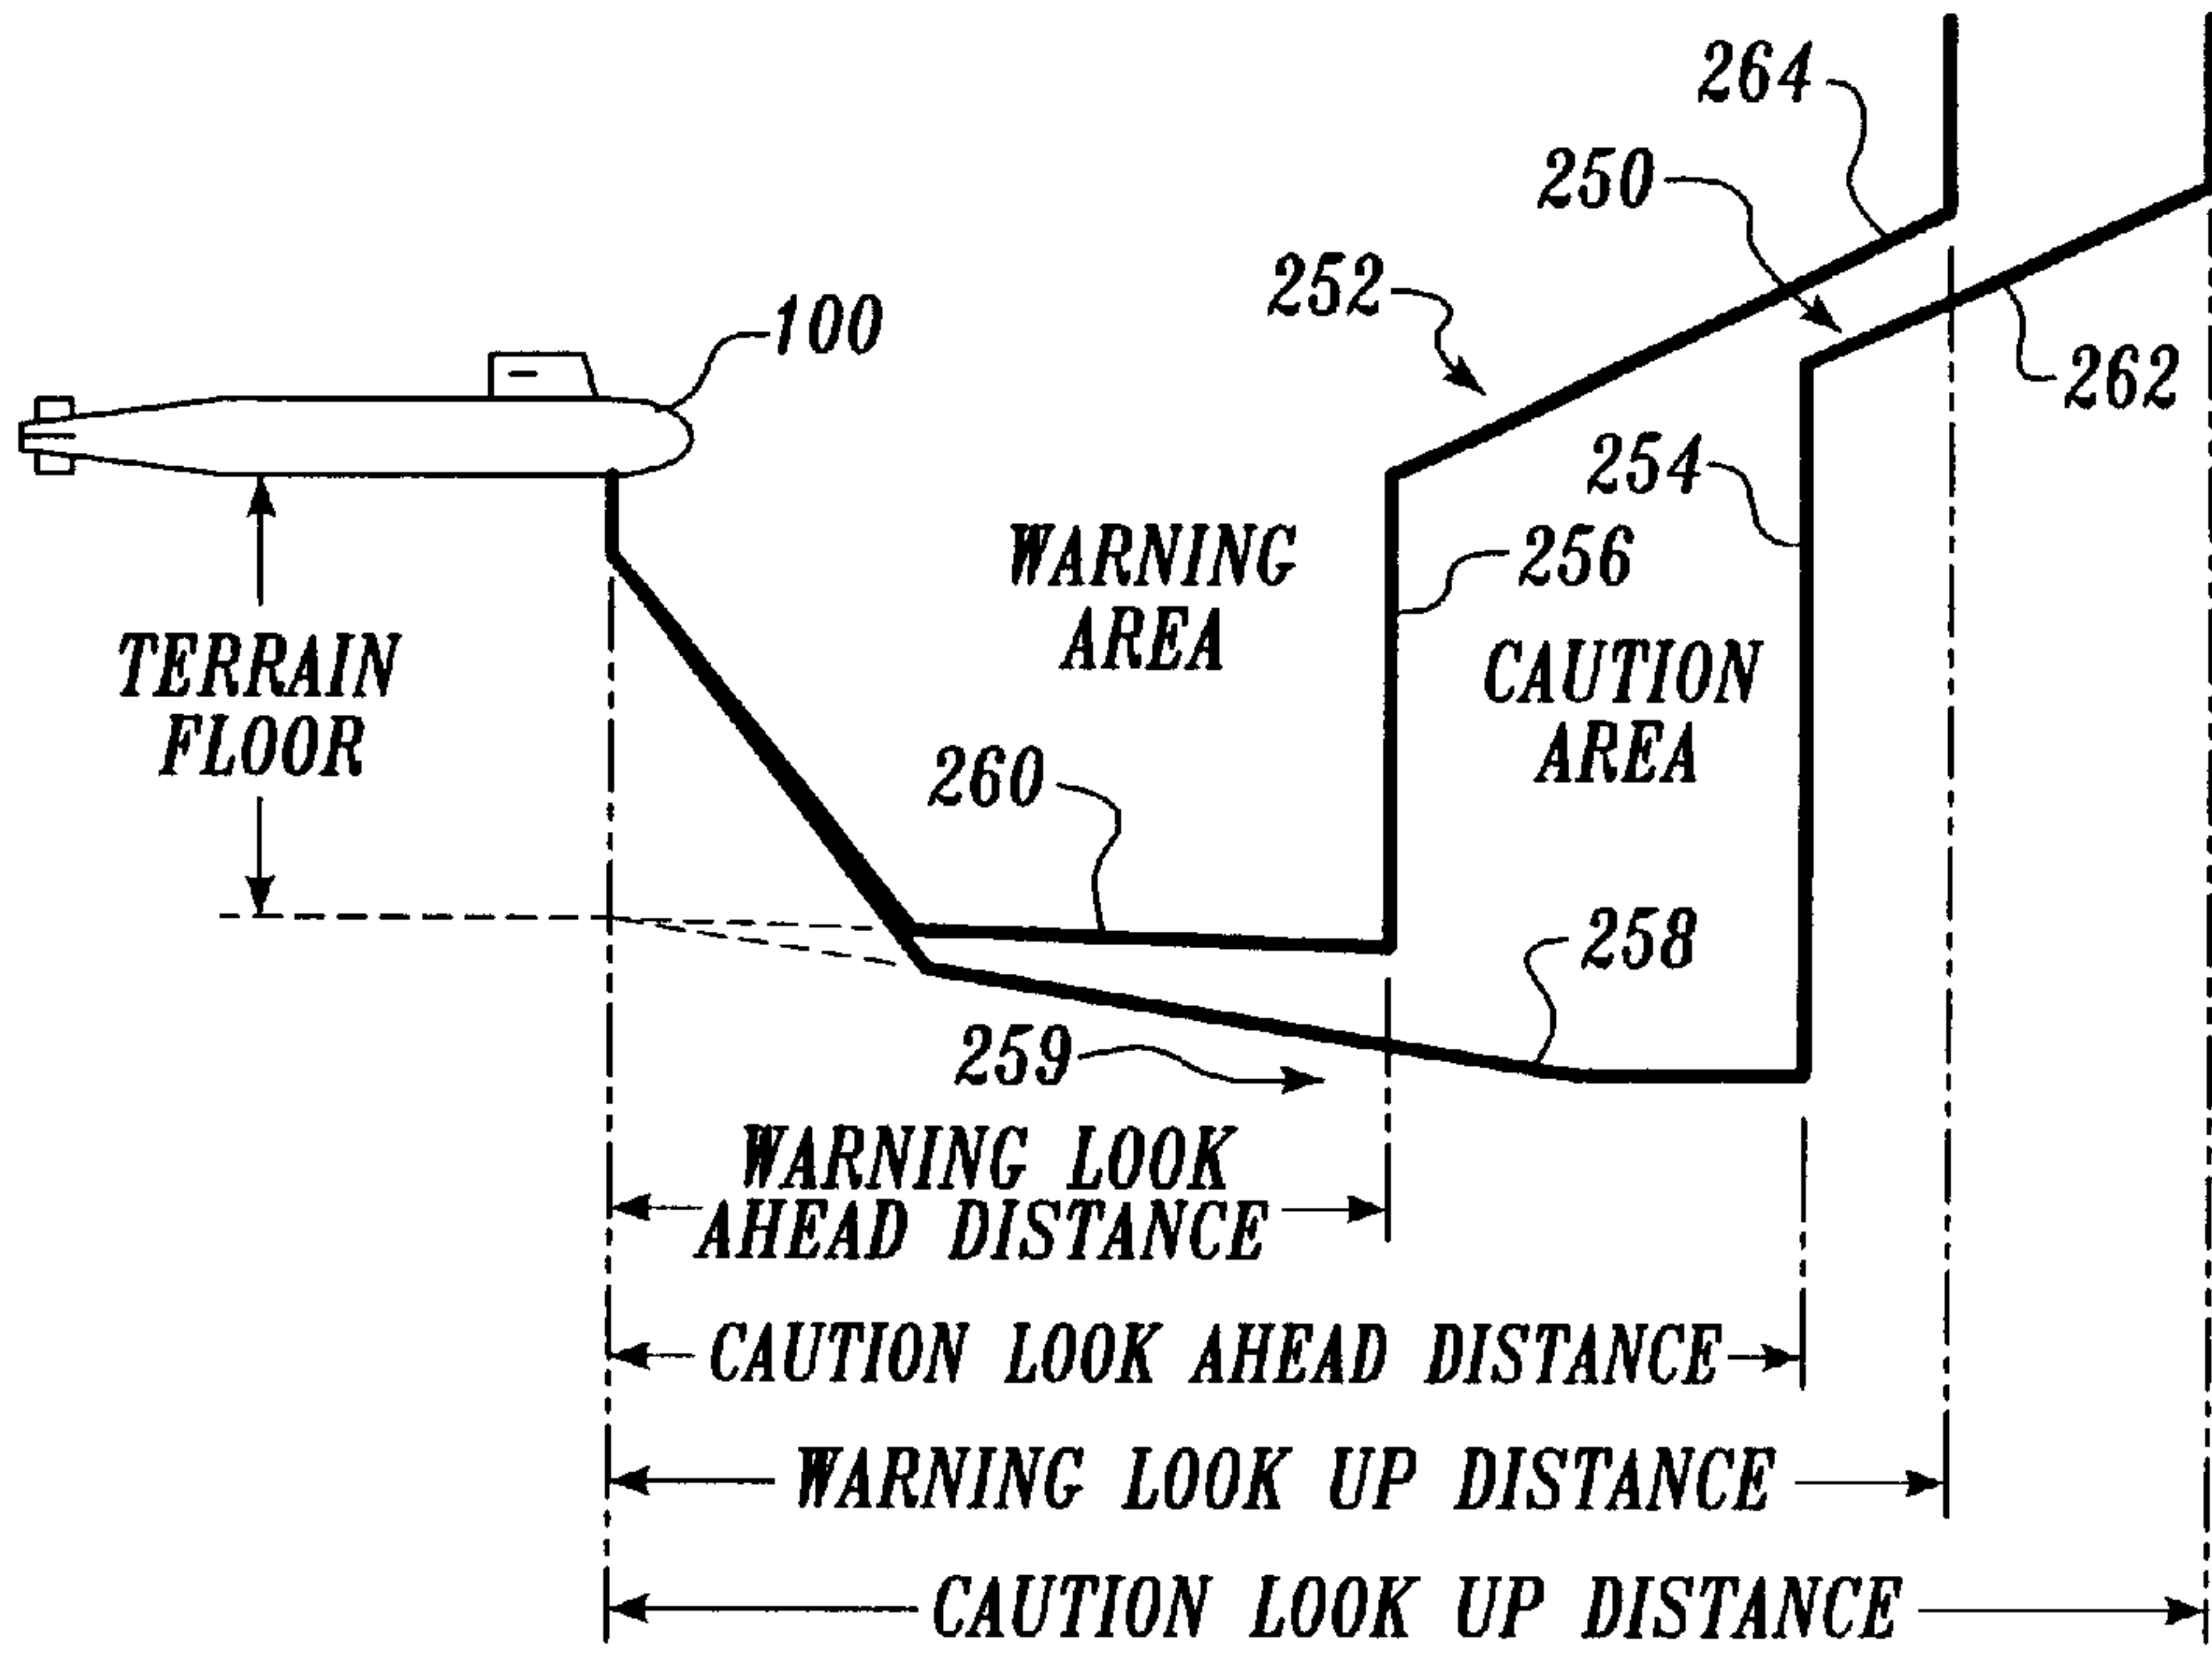 264
250
252
100
262
254
WARNING
AREA
256
TERRAIN
FLOOR
CAUTION
AREA
260
258
259
WARNING LOOK
AHEAD DISTANCE
CAUTION LOOK AHEAD DISTANCE
WARNING LOOK UP DISTANCE
CAUTION LOOK UP DISTANCE